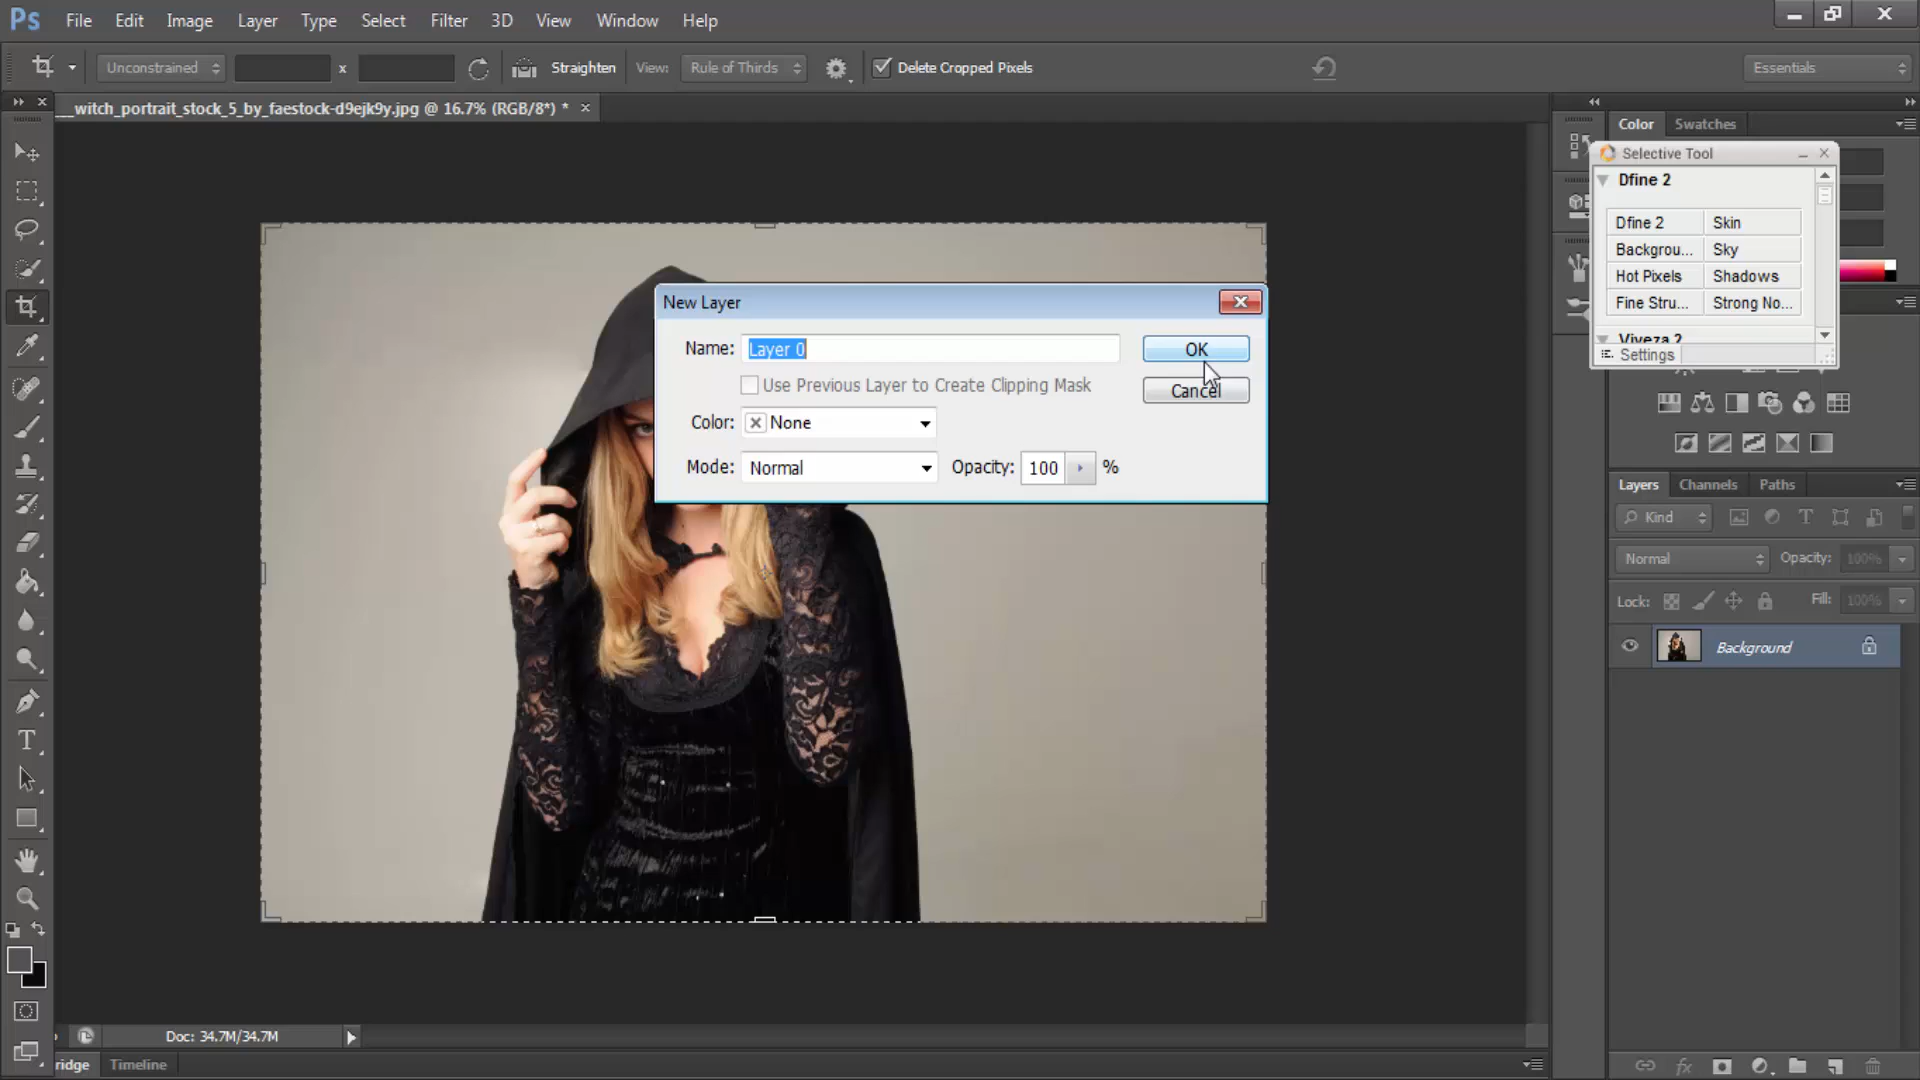 Ps File Edit Image Layer Type Select Filter 3D View Window Help
Unconstrained x Straighten View: Rule of Thirds Delete Cropped Pixels Essentials
__witch_portrait_stock_5_by_faestock-d9ejk9y.jpg @ 16.7% (RGB/8*) * ×
Color Swatches
Selective Tool
Dfine 2
Dfine 2 Skin
Backgrou... Sky
Hot Pixels Shadows
Fine Stru... Strong No...
Viveza 2
Settings
New Layer
Name: Layer 0 OK
Use Previous Layer to Create Clipping Mask Cancel
Color: None
Mode: Normal Opacity: 100 %
Layers Channels Paths
Kind
Normal Opacity: 100%
Lock: Fill: 100%
Background
Doc: 34.7M/34.7M
ridge Timeline